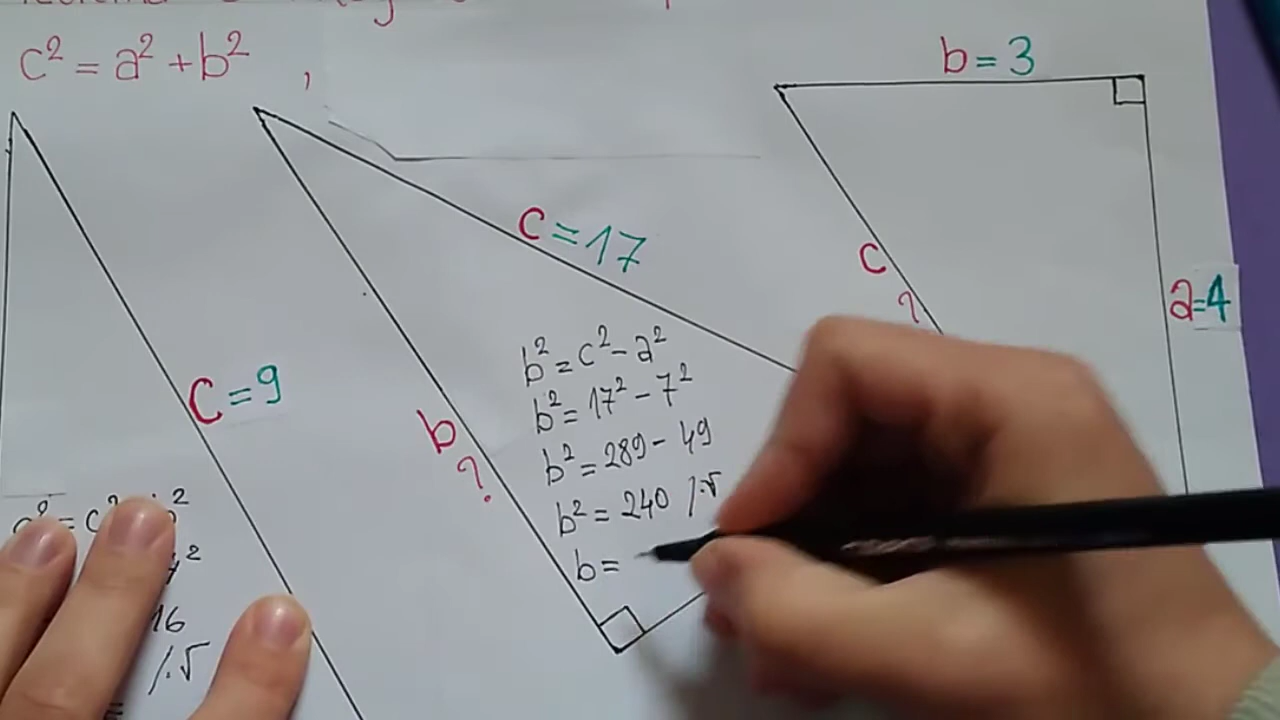 c² = a² + b² ,
b = 3
c = 17
c
?
a=4
c = 9
b
?
b² = c² - a²
b² = 17² - 7²
b² = 289 - 49
b² = 240 /:√
b =
16
/:√